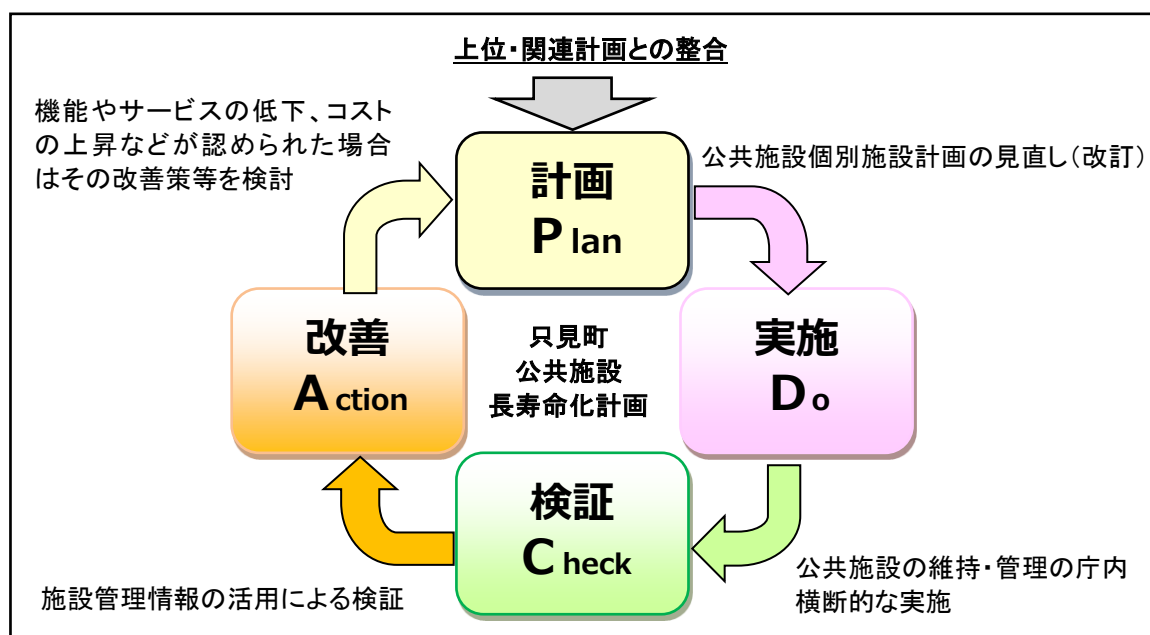 上位・関連計画との整合
機能やサービスの低下、コスト
の上昇などが認められた場合
はその改善策等を検討
計画
Plan
公共施設個別施設計画の見直し(改訂)
改善
Action
只見町
公共施設
長寿命化計画
実施
Do
検証
Check
施設管理情報の活用による検証
公共施設の維持・管理の庁内
横断的な実施